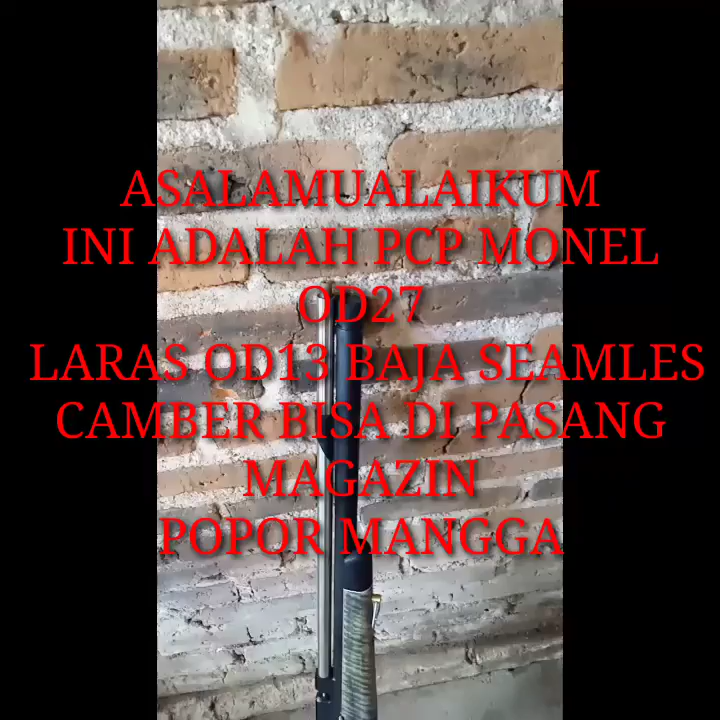 ASALAMUALAIKUM
INI ADALAH PCP MONEL
OD27
LARAS OD13 BAJA SEAMLES
CAMBER BISA DI PASANG
MAGAZIN
POPOR MANGGA